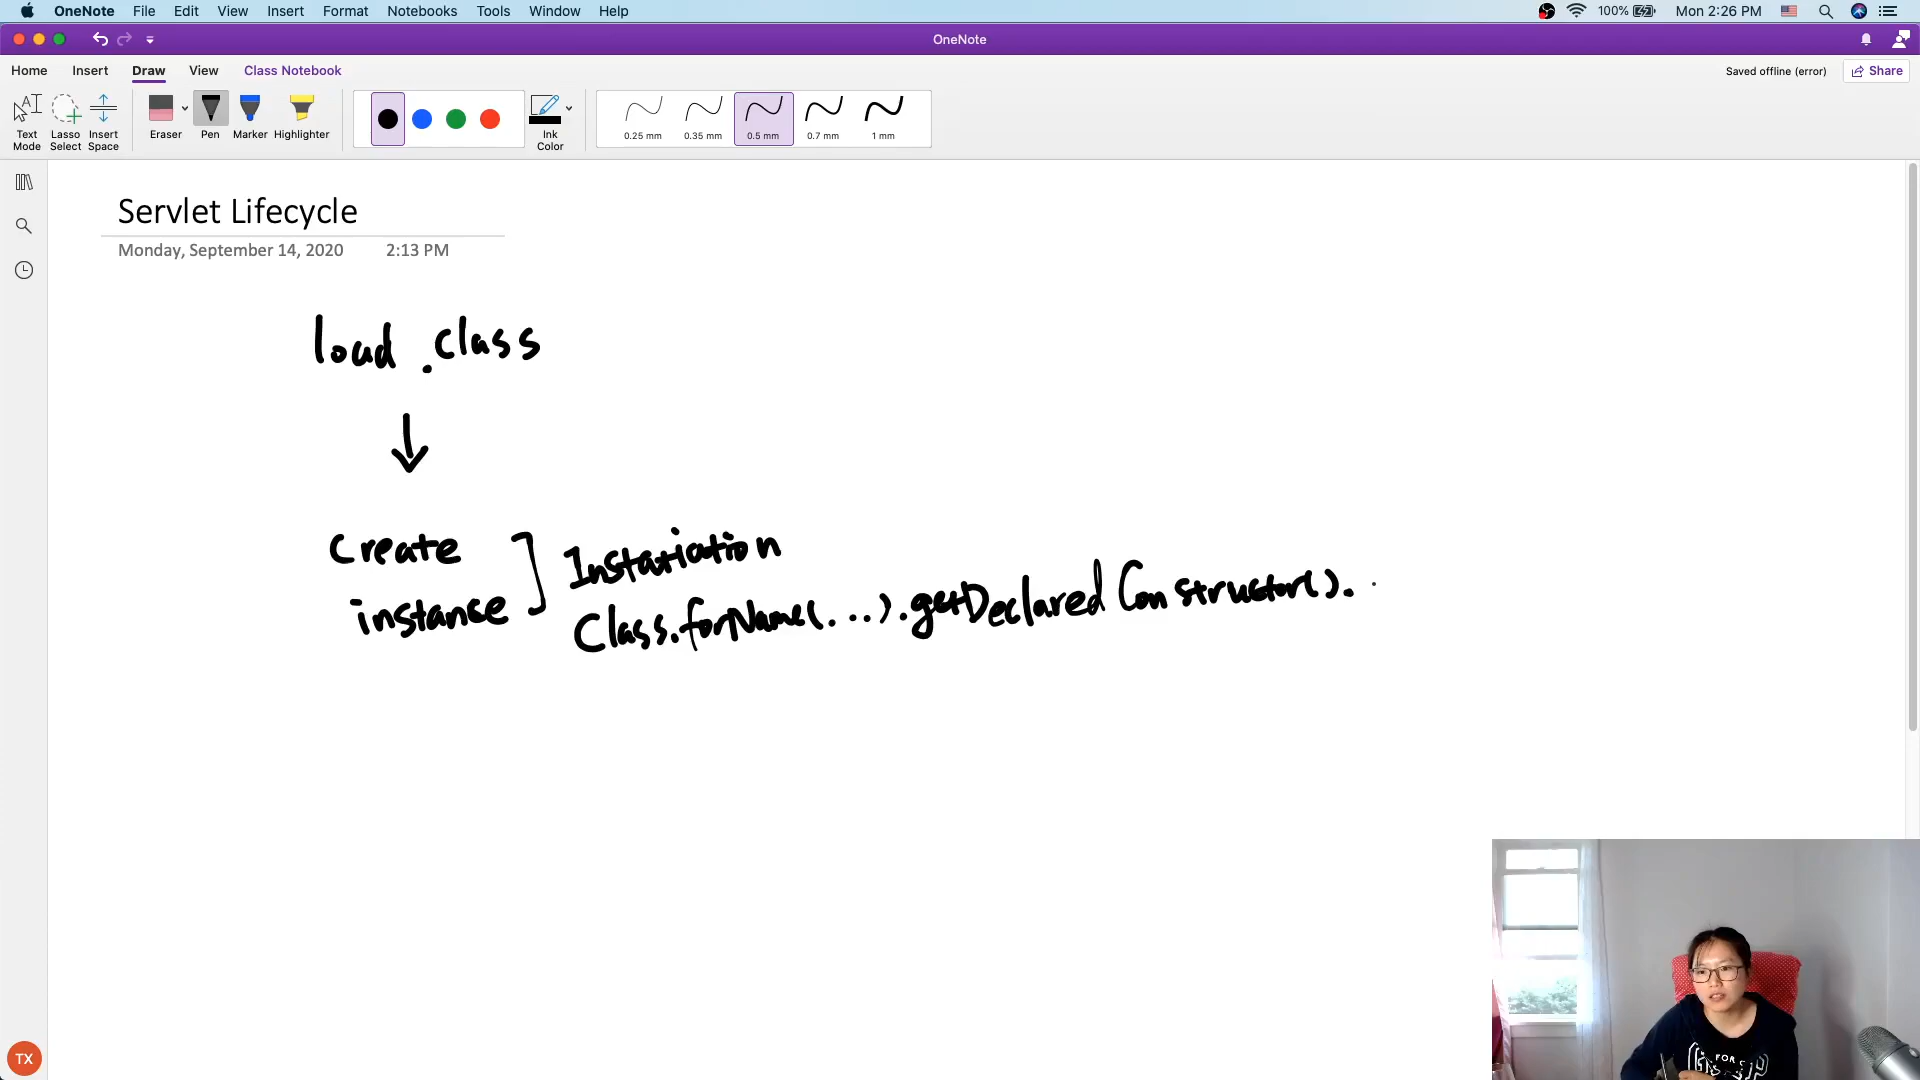 OneNote File Edit View Insert Format Notebooks Tools Window Help 100% Mon 2:26 PM
OneNote
Home Insert Draw View Class Notebook Saved offline (error) Share
Text Mode Lasso Select Insert Space Eraser Pen Marker Highlighter Ink Color 0.25 mm 0.35 mm 0.5 mm 0.7 mm 1 mm
Servlet Lifecycle
Monday, September 14, 2020 2:13 PM
load .class
create
instance
Instatiation
Class.forName(...).getDeclaredConstructor().
FOR C
TX